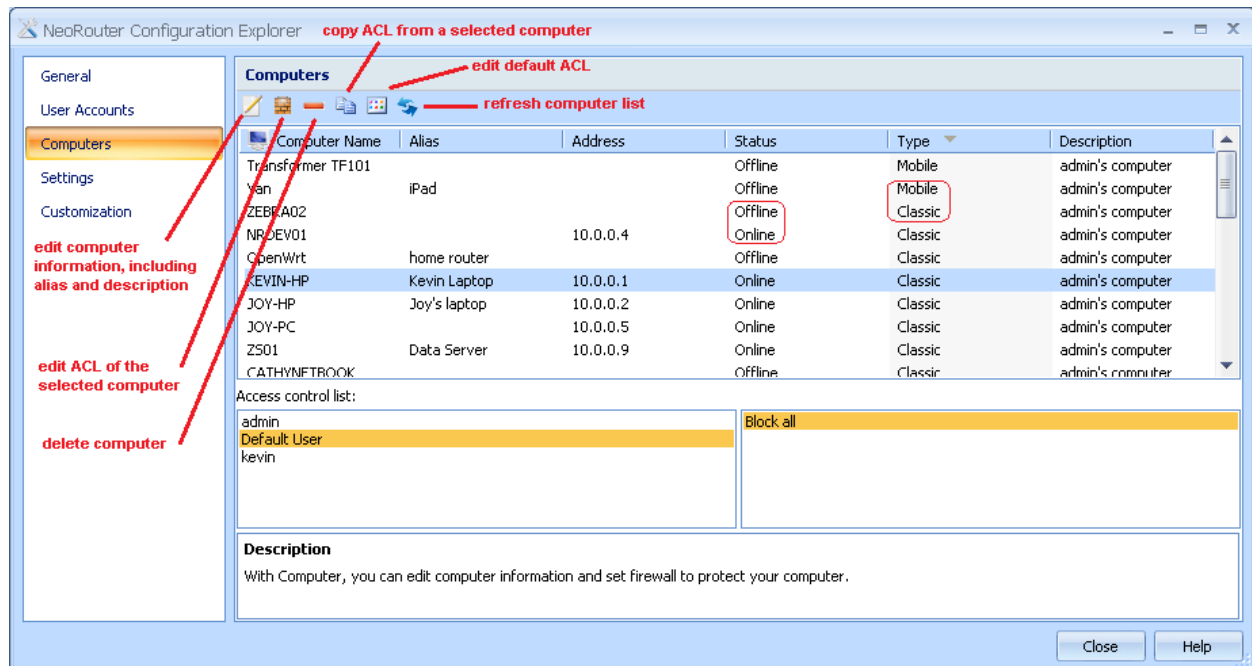 NeoRouter Configuration Explorer
copy ACL from a selected computer
edit default ACL
refresh computer list
General
User Accounts
Computers
Settings
Customization
edit computer
information, including
alias and description
edit ACL of the
selected computer
delete computer
Computers
Computer Name Alias Address Status Type Description
Transformer TF101 Offline Mobile admin's computer
Van iPad Offline Mobile admin's computer
ZEBRA02 Offline Classic admin's computer
NRDEV01 10.0.0.4 Online Classic admin's computer
OpenWrt home router Offline Classic admin's computer
KEVIN-HP Kevin Laptop 10.0.0.1 Online Classic admin's computer
JOY-HP Joy's laptop 10.0.0.2 Online Classic admin's computer
JOY-PC 10.0.0.5 Online Classic admin's computer
ZS01 Data Server 10.0.0.9 Online Classic admin's computer
CATHYNETBOOK Offline Classic admin's computer
Access control list:
admin
Default User
kevin
Block all
Description
With Computer, you can edit computer information and set firewall to protect your computer.
Close Help